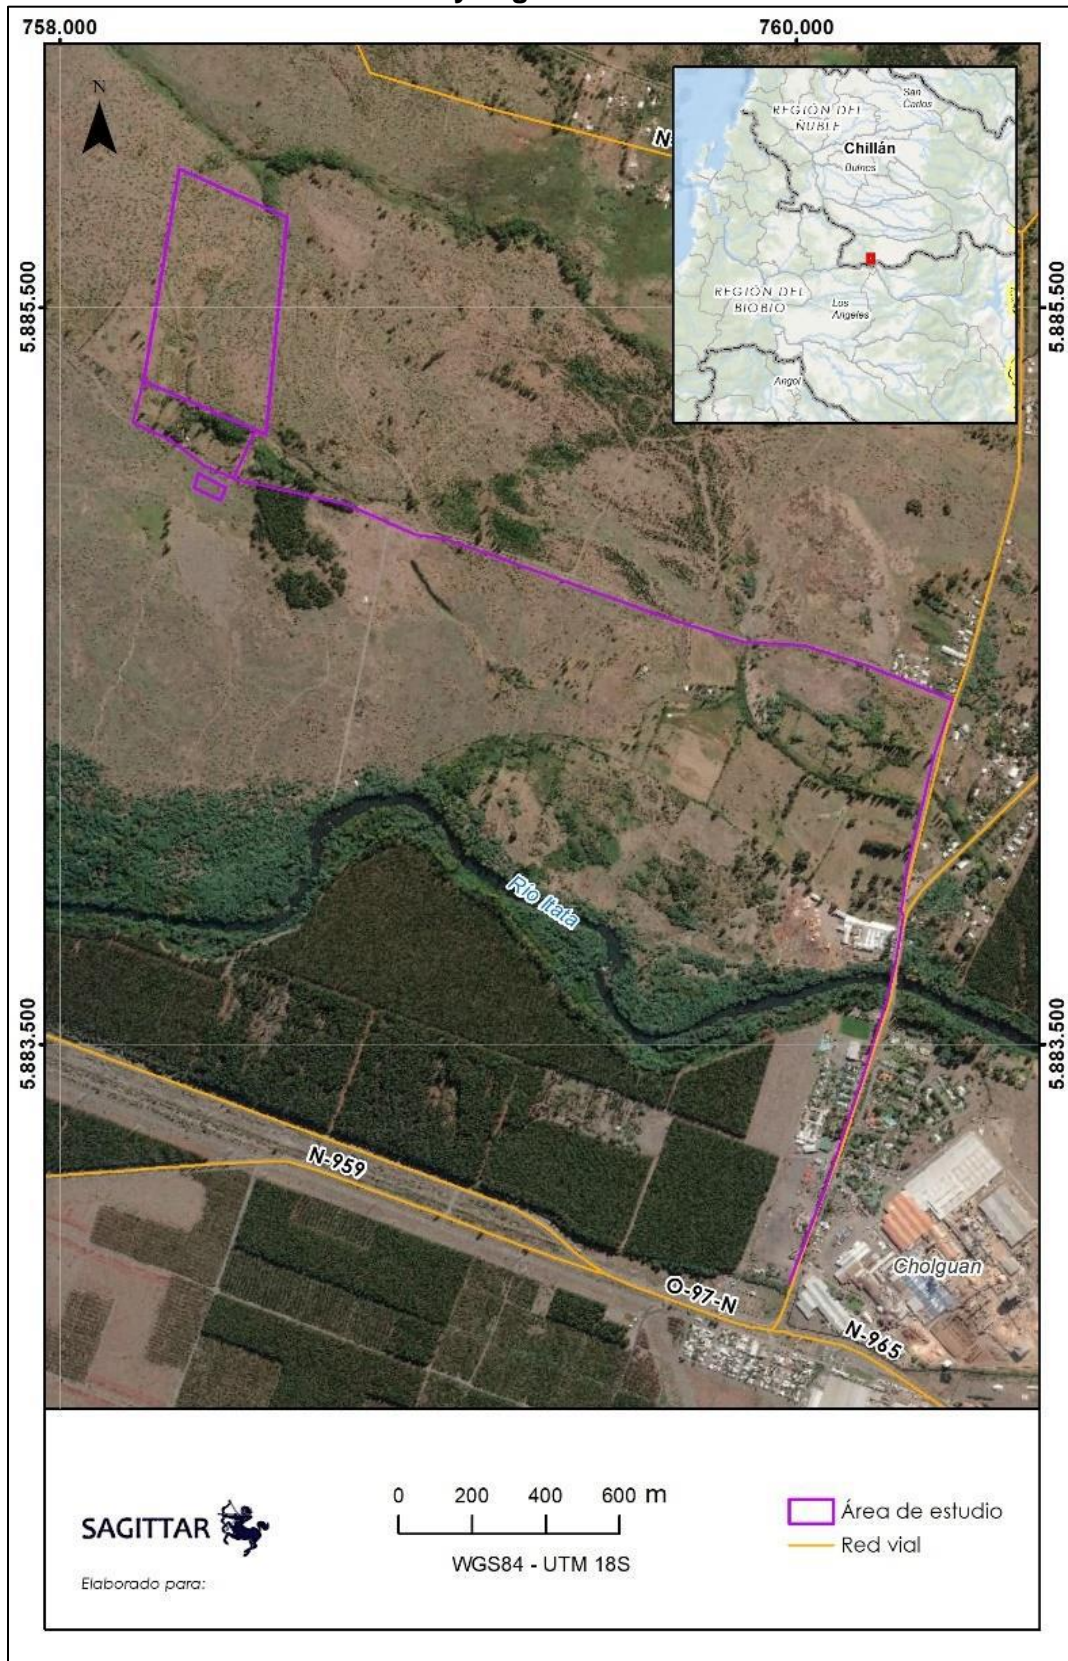 758.000
760.000
N
N-
REGIÓN DEL
ÑUBLE
San
Carlos
Chillán
Bulnes
REGIÓN DEL
BIOBIO
Los
Angeles
Angol
5.885.500
5.885.500
Río Itata
5.883.500
5.883.500
N-959
O-97-N
N-965
Cholguan
SAGITTAR
Elaborado para:
0 200 400 600 m
WGS84 - UTM 18S
Área de estudio
Red vial